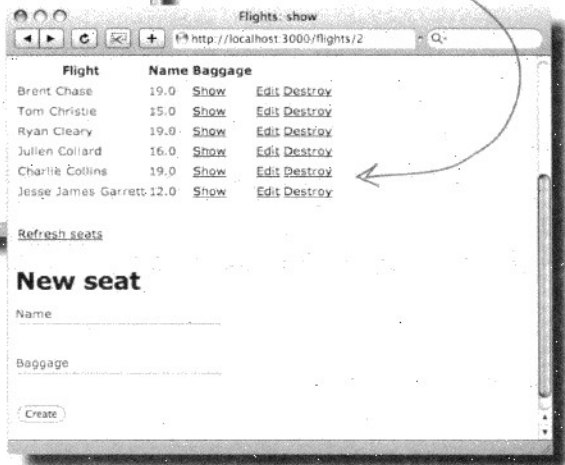 Flights: show
http://localhost:3000/flights/2
Flight Name Baggage
Brent Chase 19.0 Show Edit Destroy
Tom Christie 15.0 Show Edit Destroy
Ryan Cleary 19.0 Show Edit Destroy
Julien Collard 16.0 Show Edit Destroy
Charlie Collins 19.0 Show Edit Destroy
Jesse James Garrett 12.0 Show Edit Destroy
Refresh seats
New seat
Name
Baggage
Create